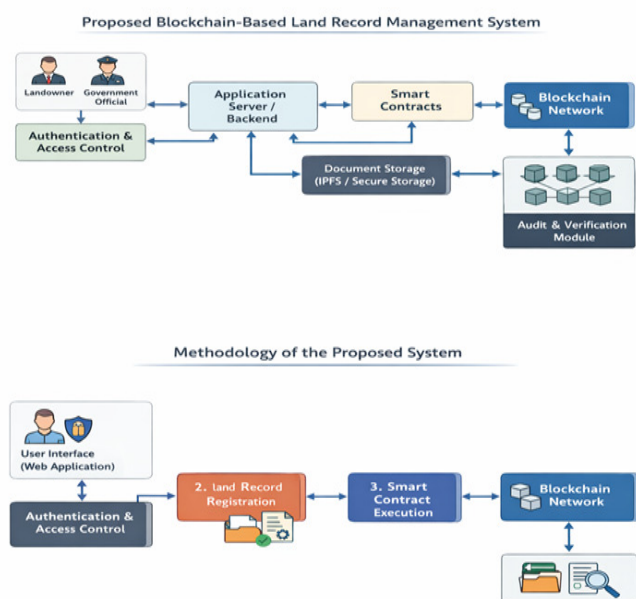 Proposed Blockchain-Based Land Record Management System
Landowner
Government
Official
Authentication &
Access Control
Application
Server /
Backend
Smart
Contracts
Blockchain
Network
Document Storage
(IPFS / Secure Storage)
Audit & Verification
Module
Methodology of the Proposed System
User Interface
(Web Application)
Authentication &
Access Control
2. land Record
Registration
3. Smart
Contract
Execution
Blockchain
Network